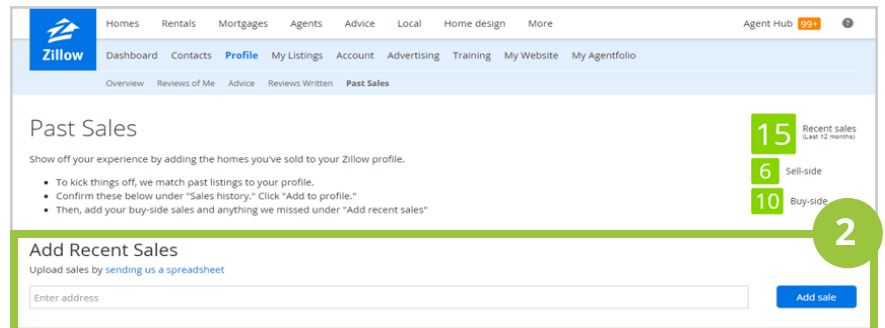 Homes Rentals Mortgages Agents Advice Local Home design More Agent Hub 99+ ?
Zillow Dashboard Contacts Profile My Listings Account Advertising Training My Website My Agentfolio
Overview Reviews of Me Advice Reviews Written Past Sales
Past Sales
Show off your experience by adding the homes you've sold to your Zillow profile.
To kick things off, we match past listings to your profile.
Confirm these below under "Sales history." Click "Add to profile."
Then, add your buy-side sales and anything we missed under "Add recent sales"
15 Recent sales
(Last 12 months)
6 Sell-side
10 Buy-side
2
Add Recent Sales
Upload sales by sending us a spreadsheet
Enter address Add sale